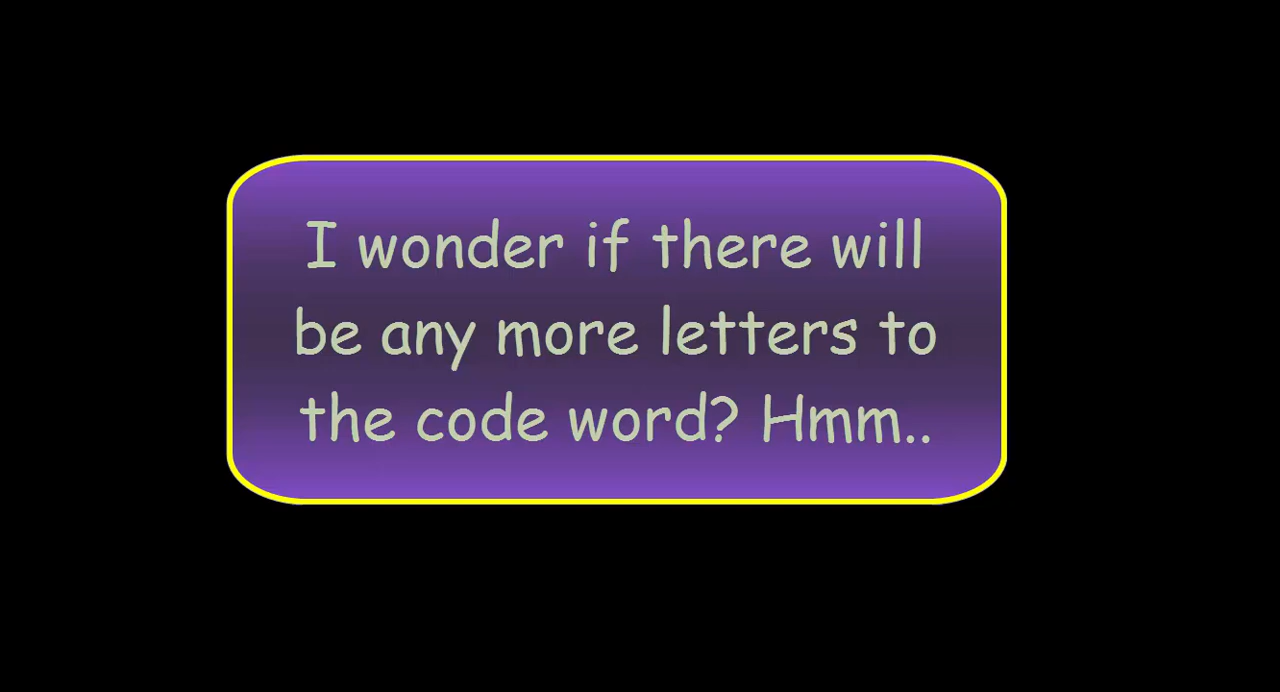 I wonder if there will
be any more letters to
the code word? Hmm..